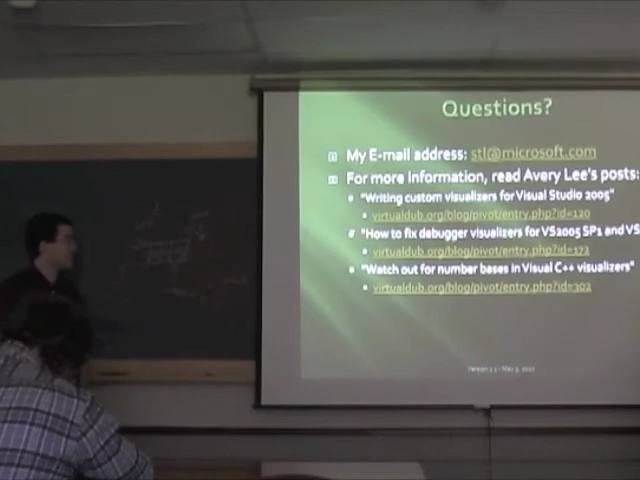 Questions?
My E-mail address: stl@microsoft.com
For more information, read Avery Lee's posts:
"Writing custom visualizers for Visual Studio 2005"
virtualdub.org/blog/pivot/entry.php?id=120
"How to fix debugger visualizers for VS2005 SP1 and VS
virtualdub.org/blog/pivot/entry.php?id=172
"Watch out for number bases in Visual C++ visualizers"
virtualdub.org/blog/pivot/entry.php?id=302